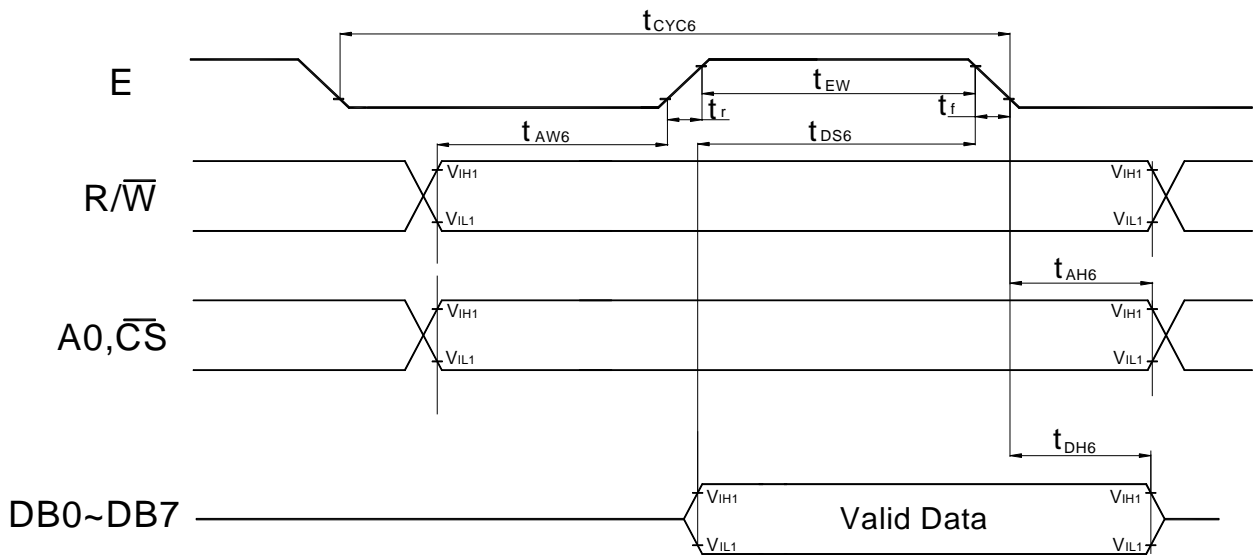 tCYC6
E
tEW
tr
tf
tAW6
tDS6
R/W̅
VIH1
VIH1
VIL1
VIL1
tAH6
A0,C̅S̅
VIH1
VIH1
VIL1
VIL1
tDH6
DB0~DB7
VIH1
VIH1
Valid Data
VIL1
VIL1